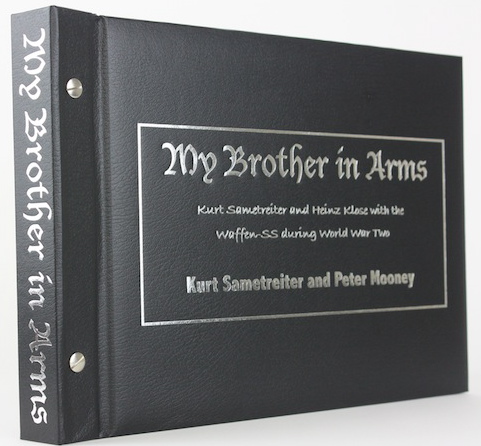 My Brother in Arms
My Brother in Arms
Kurt Sametreiter and Heinz Klose with the
Waffen-SS during World War Two
Kurt Sametreiter and Peter Mooney